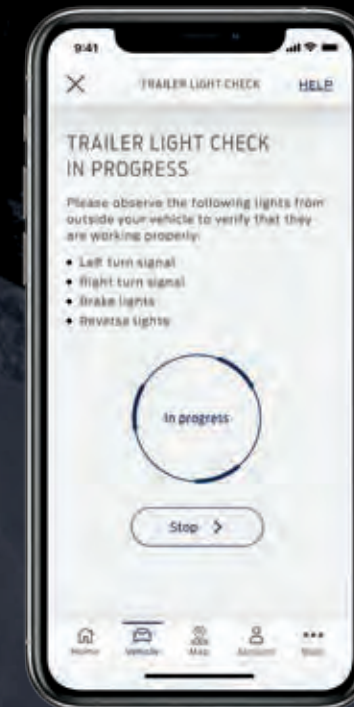 9:41
TRAILER LIGHT CHECK
HELP
TRAILER LIGHT CHECK
IN PROGRESS
Please observe the following lights from
outside your vehicle to verify that they
are working properly:
• Left turn signal
• Right turn signal
• Brake lights
• Reverse lights
In progress
Stop
Home
Vehicle
Map
Account
More